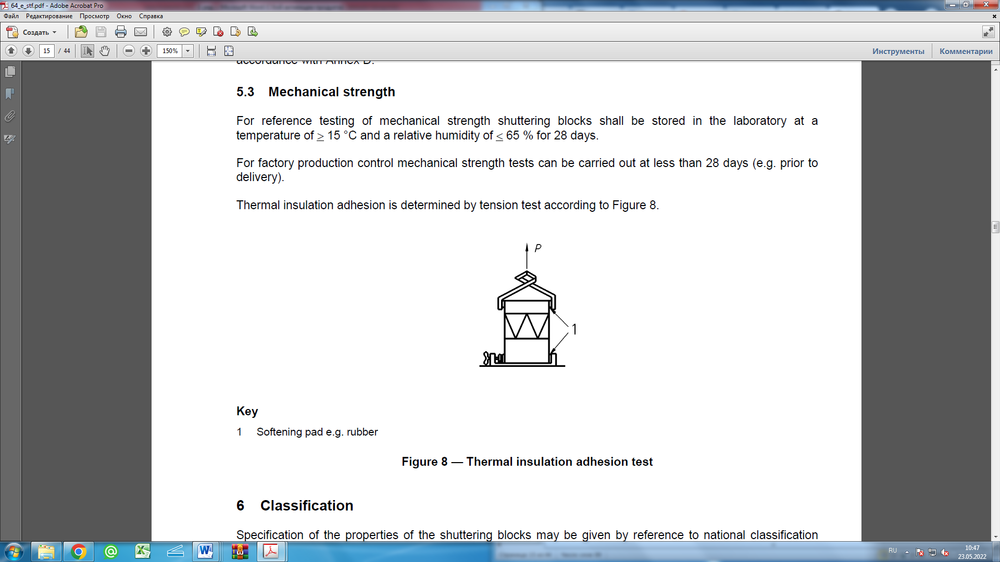 64_e_stf.pdf - Adobe Acrobat Pro
Файл Редактирование Просмотр Окно Справка
Создать
15 / 44 150% Инструменты Комментарии
accordance with Annex D.
5.3 Mechanical strength
For reference testing of mechanical strength shuttering blocks shall be stored in the laboratory at a
temperature of ≥ 15 °C and a relative humidity of ≤ 65 % for 28 days.
For factory production control mechanical strength tests can be carried out at less than 28 days (e.g. prior to
delivery).
Thermal insulation adhesion is determined by tension test according to Figure 8.
P
1
Key
1 Softening pad e.g. rubber
Figure 8 — Thermal insulation adhesion test
6 Classification
Specification of the properties of the shuttering blocks may be given by reference to national classification
RU
10:47
23.05.2022